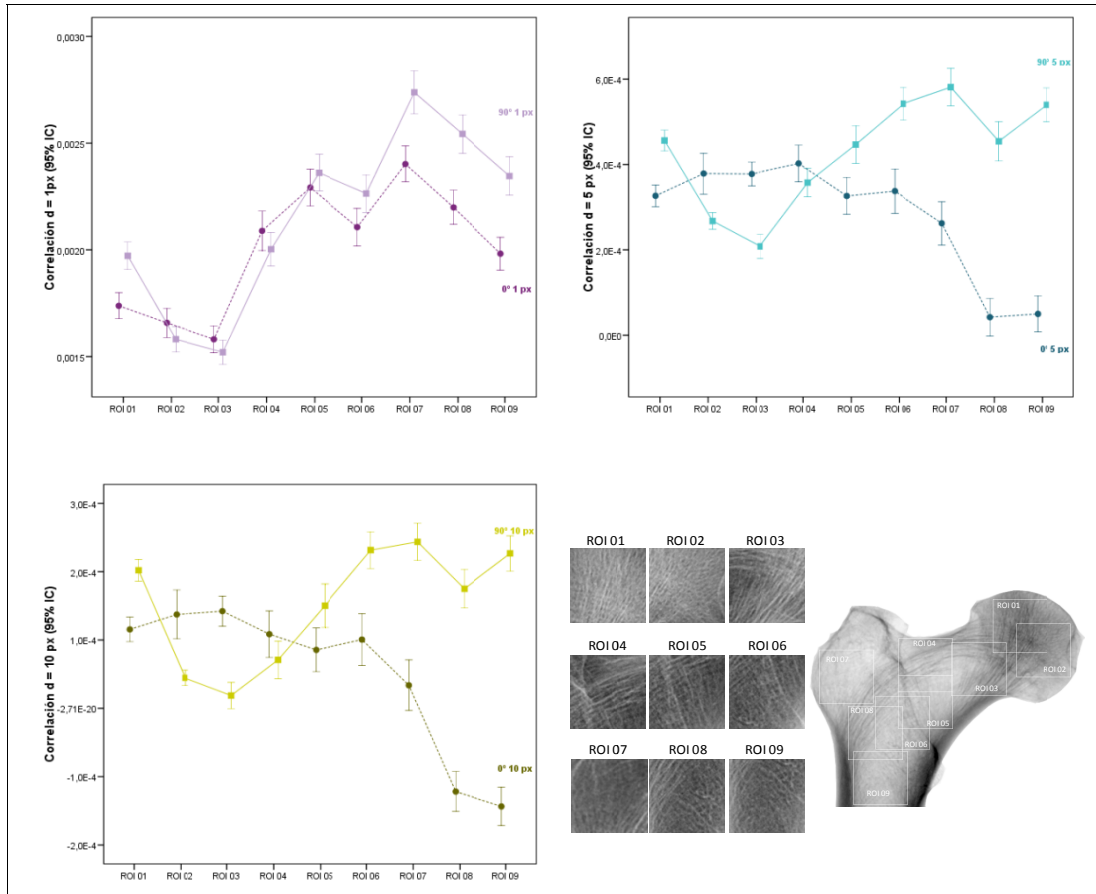 0,0030
0,0025
0,0020
0,0015
Correlación d = 1px (95% IC)
90° 1 px
0° 1 px
ROI 01 ROI 02 ROI 03 ROI 04 ROI 05 ROI 06 ROI 07 ROI 08 ROI 09
6,0E-4
4,0E-4
2,0E-4
0,0E0
Correlación d = 5 px (95% IC)
90° 5 px
0° 5 px
ROI 01 ROI 02 ROI 03 ROI 04 ROI 05 ROI 06 ROI 07 ROI 08 ROI 09
3,0E-4
2,0E-4
1,0E-4
-2,71E-20
-1,0E-4
-2,0E-4
Correlación d = 10 px (95% IC)
90° 10 px
0° 10 px
ROI 01 ROI 02 ROI 03 ROI 04 ROI 05 ROI 06 ROI 07 ROI 08 ROI 09
ROI 01 ROI 02 ROI 03
ROI 04 ROI 05 ROI 06
ROI 07 ROI 08 ROI 09
ROI 01
ROI 02
ROI 03
ROI 04
ROI 05
ROI 06
ROI 07
ROI 08
ROI 09